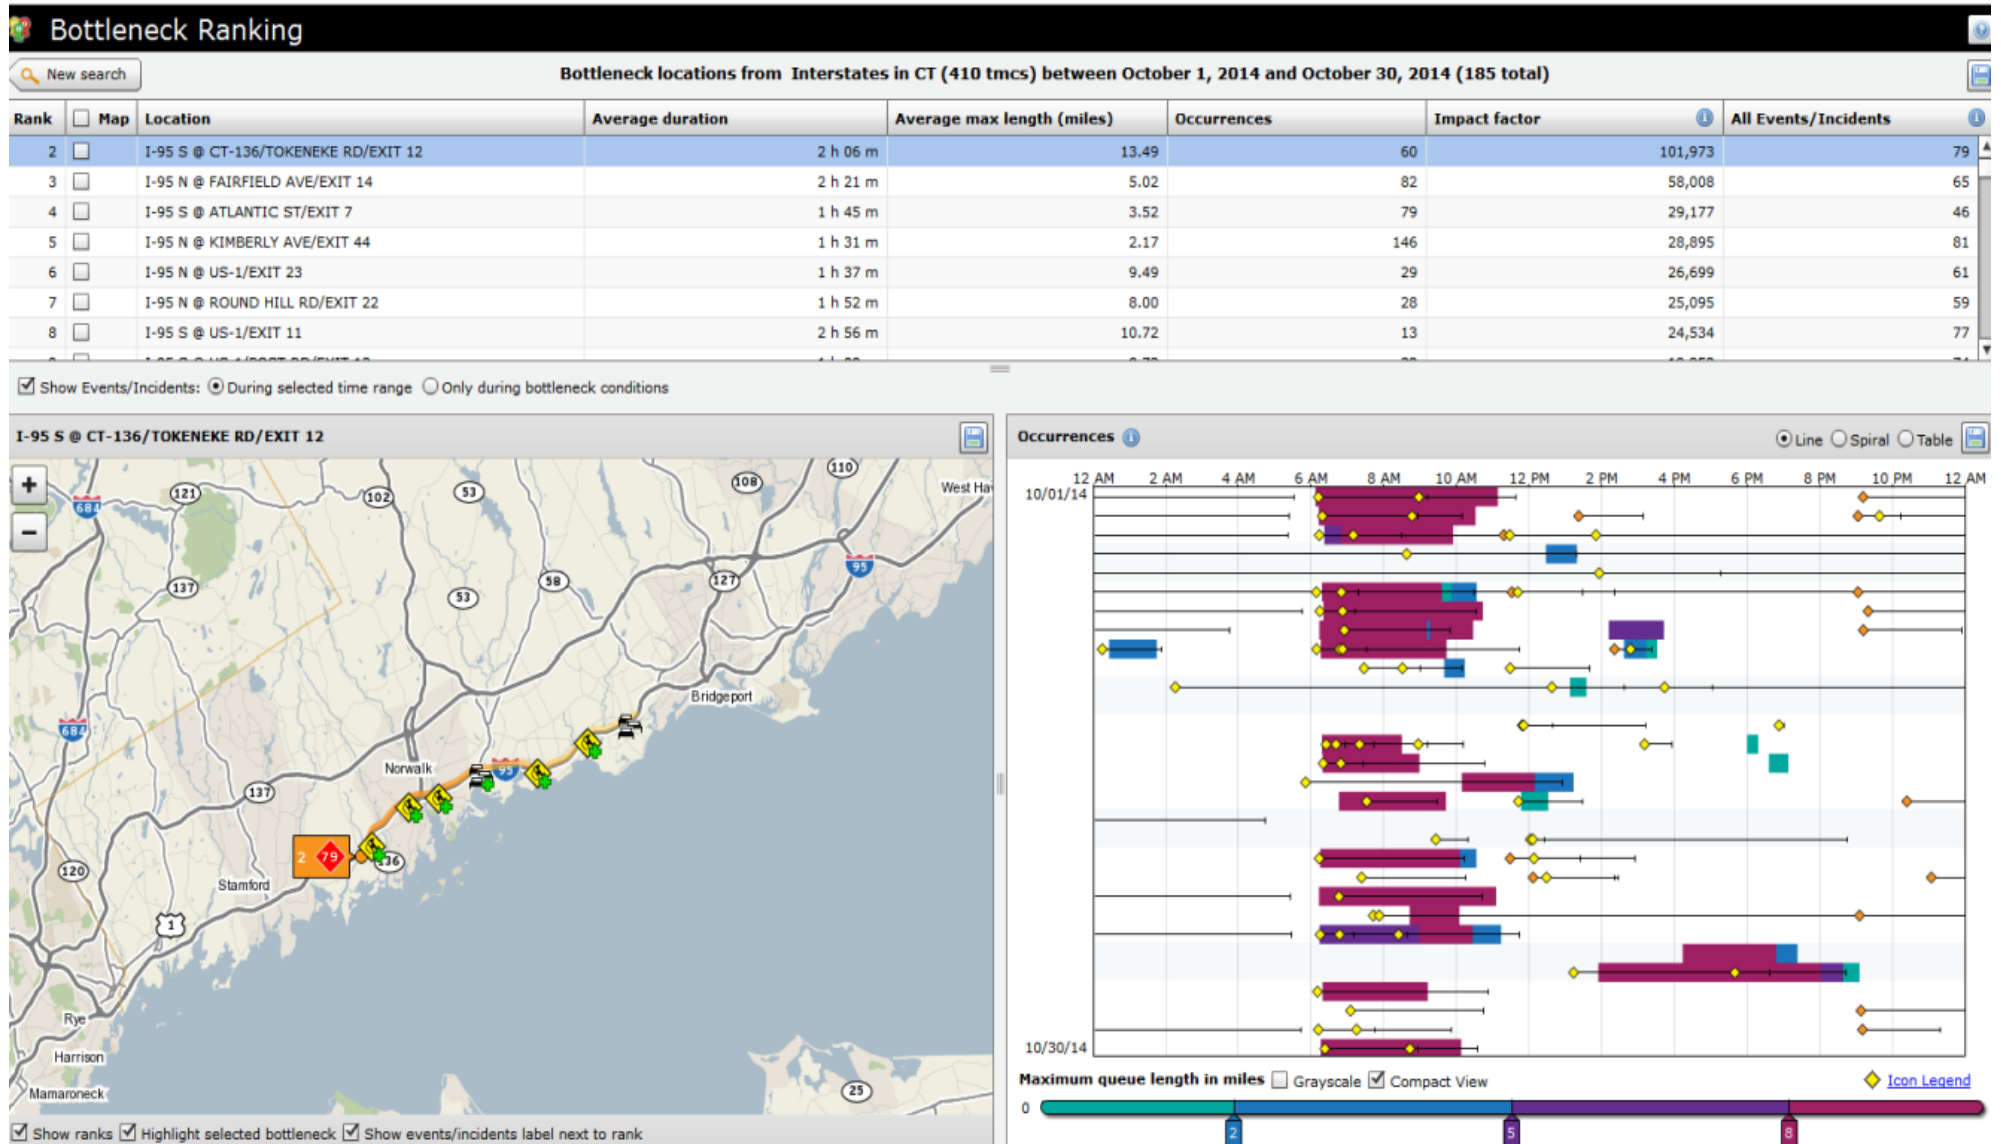 Bottleneck Ranking
New search
Bottleneck locations from Interstates in CT (410 tmcs) between October 1, 2014 and October 30, 2014 (185 total)
Rank Map Location Average duration Average max length (miles) Occurrences Impact factor All Events/Incidents
2 I-95 S @ CT-136/TOKENEKE RD/EXIT 12 2 h 06 m 13.49 60 101,973 79
3 I-95 N @ FAIRFIELD AVE/EXIT 14 2 h 21 m 5.02 82 58,008 65
4 I-95 S @ ATLANTIC ST/EXIT 7 1 h 45 m 3.52 79 29,177 46
5 I-95 N @ KIMBERLY AVE/EXIT 44 1 h 31 m 2.17 146 28,895 81
6 I-95 N @ US-1/EXIT 23 1 h 37 m 9.49 29 26,699 61
7 I-95 N @ ROUND HILL RD/EXIT 22 1 h 52 m 8.00 28 25,095 59
8 I-95 S @ US-1/EXIT 11 2 h 56 m 10.72 13 24,534 77
Show Events/Incidents: During selected time range Only during bottleneck conditions
I-95 S @ CT-136/TOKENEKE RD/EXIT 12
+
−
684
121
102
53
108
110
West Ha
137
53
58
127
95
684
Bridgeport
Norwalk
95
137
2 79
136
120
Stamford
1
Rye
Harrison
Mamaroneck
25
Show ranks Highlight selected bottleneck Show events/incidents label next to rank
Occurrences Line Spiral Table
12 AM 2 AM 4 AM 6 AM 8 AM 10 AM 12 PM 2 PM 4 PM 6 PM 8 PM 10 PM 12 AM
10/01/14
10/30/14
Maximum queue length in miles Grayscale Compact View Icon Legend
0
2 5 8